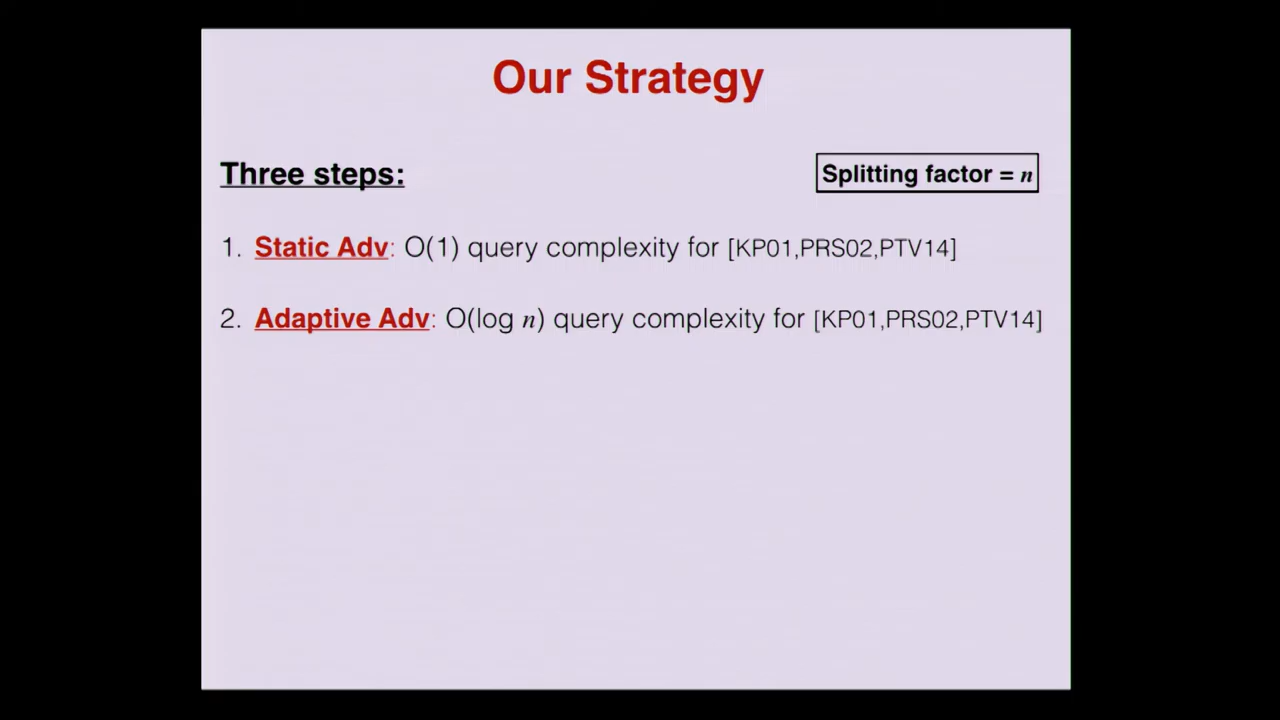 Our Strategy
Three steps:
Splitting factor = n
1. Static Adv: O(1) query complexity for [KP01,PRS02,PTV14]
2. Adaptive Adv: O(log n) query complexity for [KP01,PRS02,PTV14]